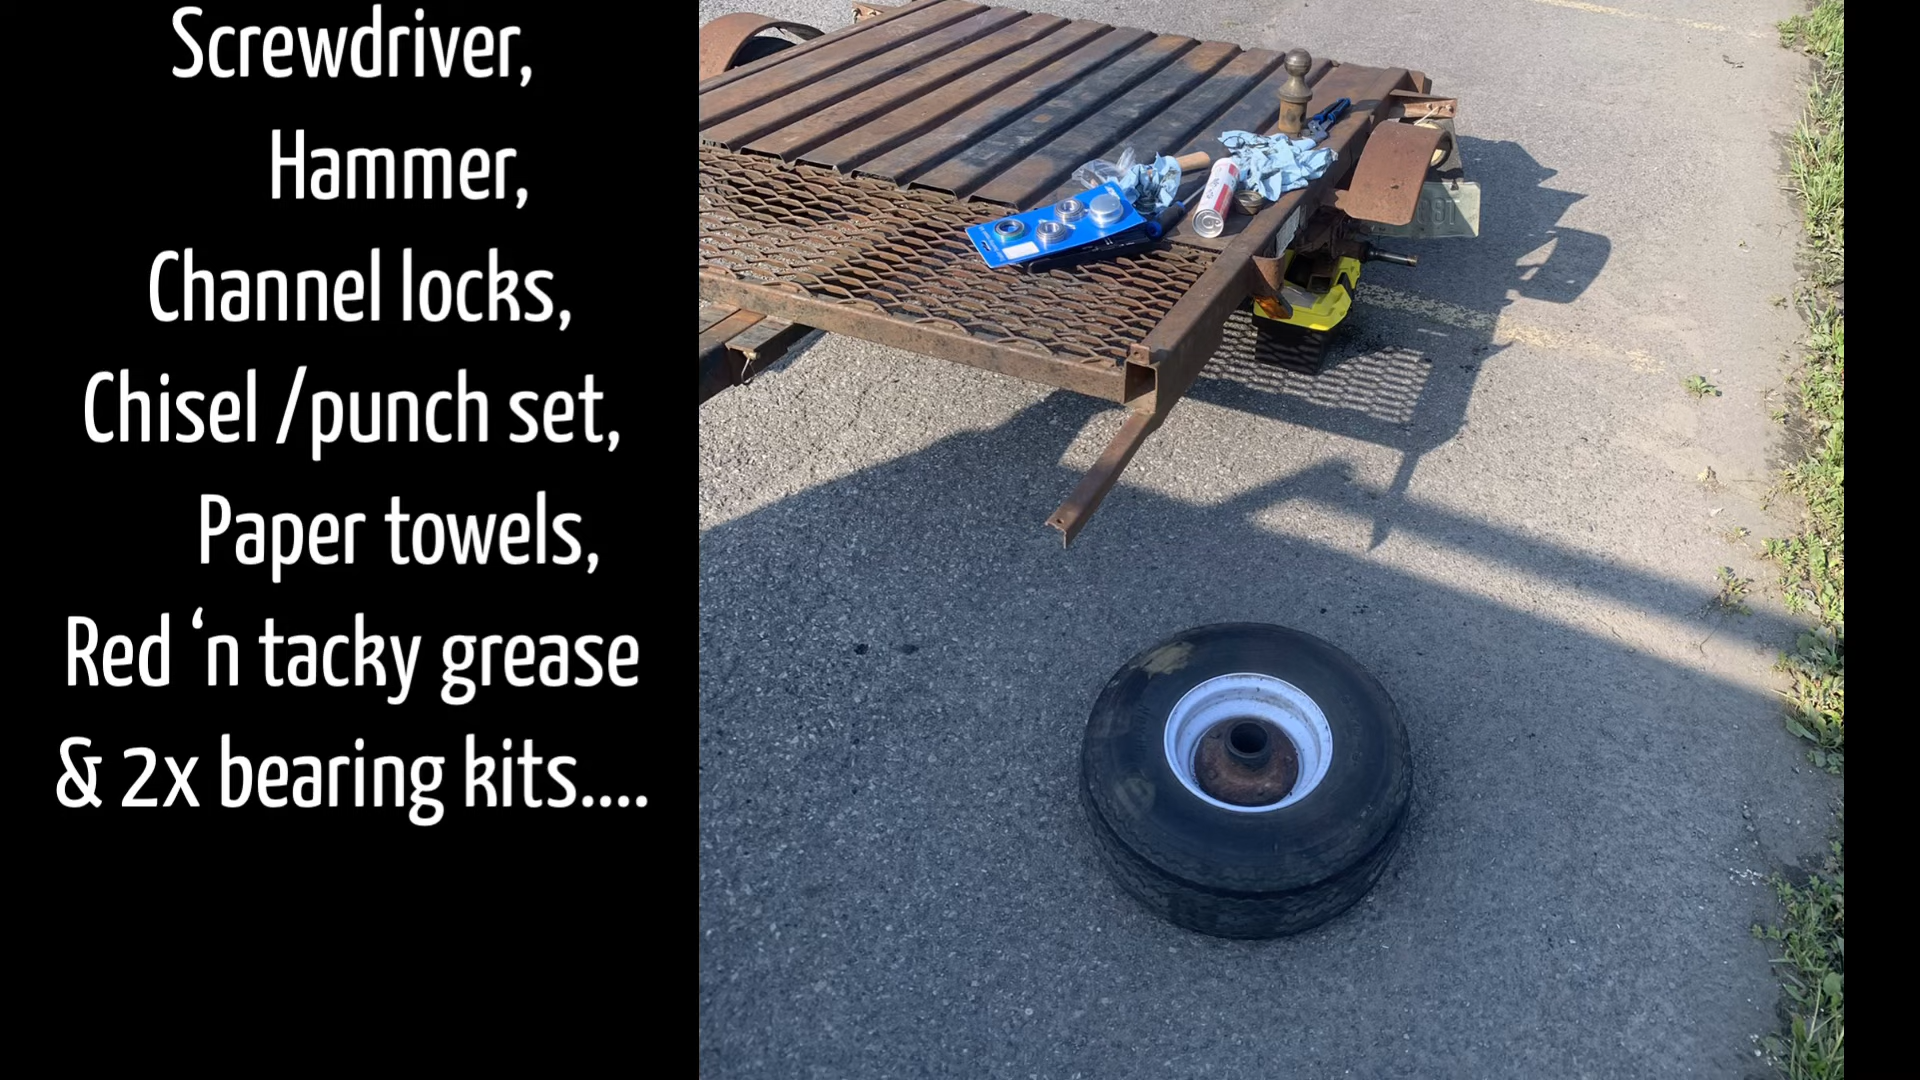 Screwdriver,
Hammer,
Channel locks,
Chisel /punch set,
Paper towels,
Red ‘n tacky grease
& 2x bearing kits....